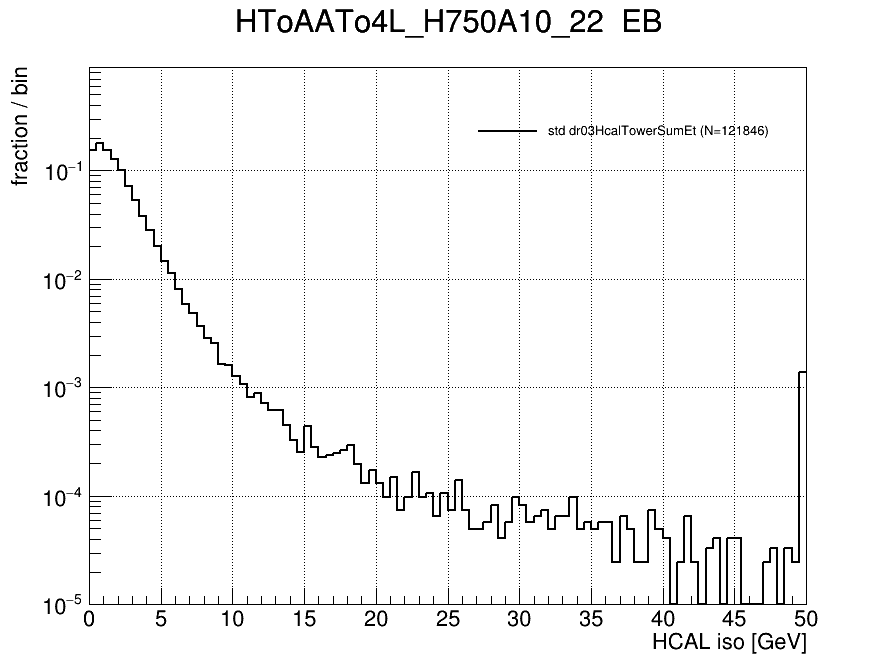 HToAATo4L_H750A10_22 EB
fraction / bin
std dr03HcalTowerSumEt (N=121846)
10−1
10−2
10−3
10−4
10−5
0 5 10 15 20 25 30 35 40 45 50
HCAL iso [GeV]